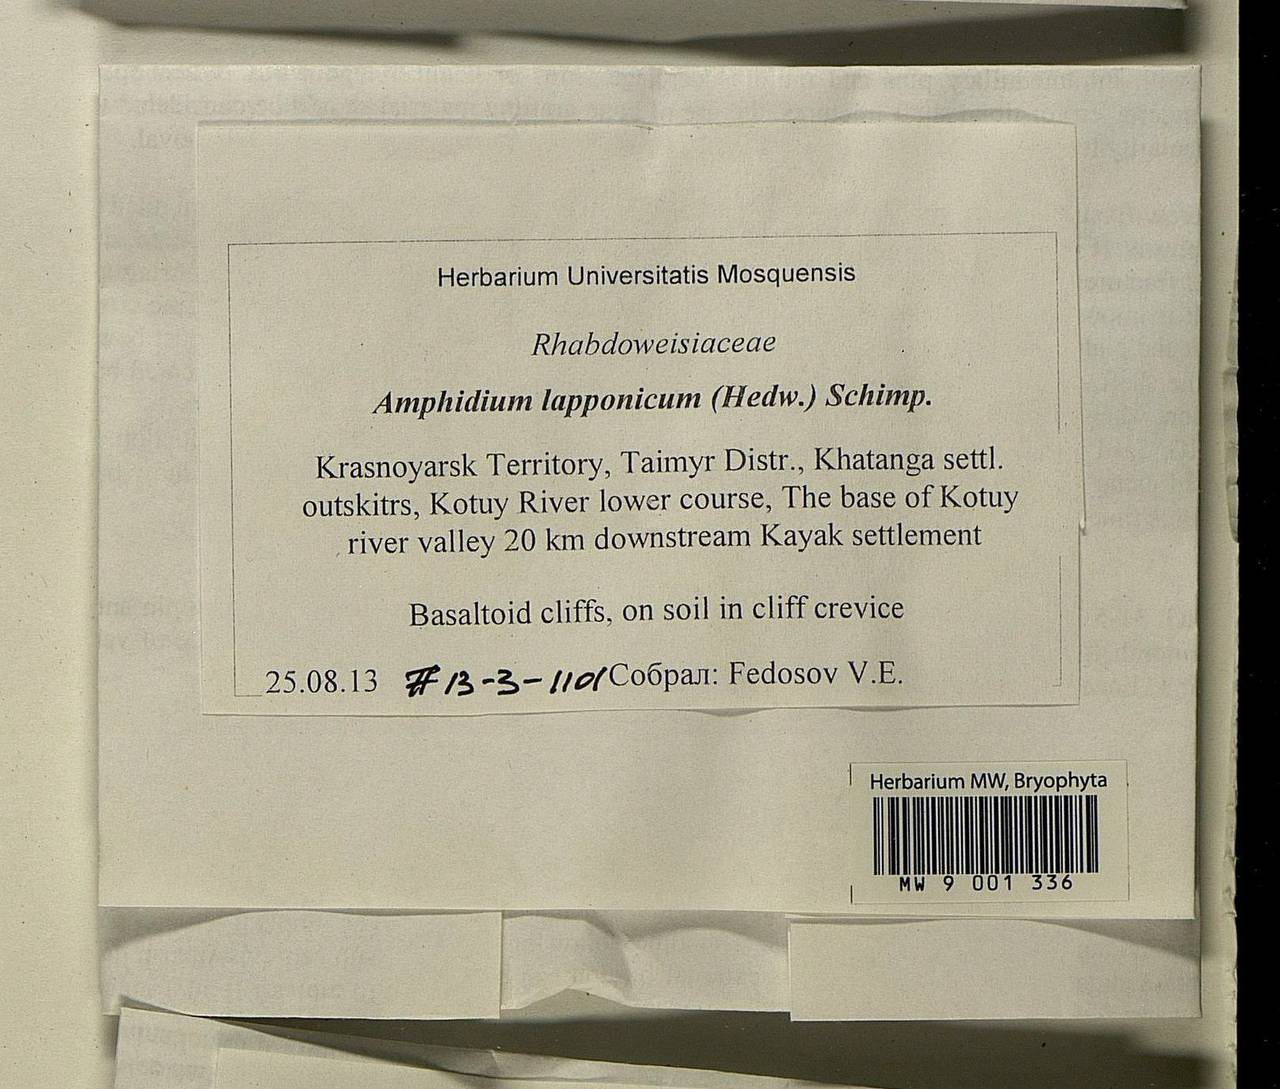 Herbarium Universitatis Mosquensis
Rhabdoweisiaceae
Amphidium lapponicum (Hedw.) Schimp.
Krasnoyarsk Territory, Taimyr Distr., Khatanga settl.
outskitrs, Kotuy River lower course, The base of Kotuy
river valley 20 km downstream Kayak settlement
Basaltoid cliffs, on soil in cliff crevice
25.08.13 #13-3-1101 Собрал: Fedosov V.E.
Herbarium MW, Bryophyta
MW 9 001 336